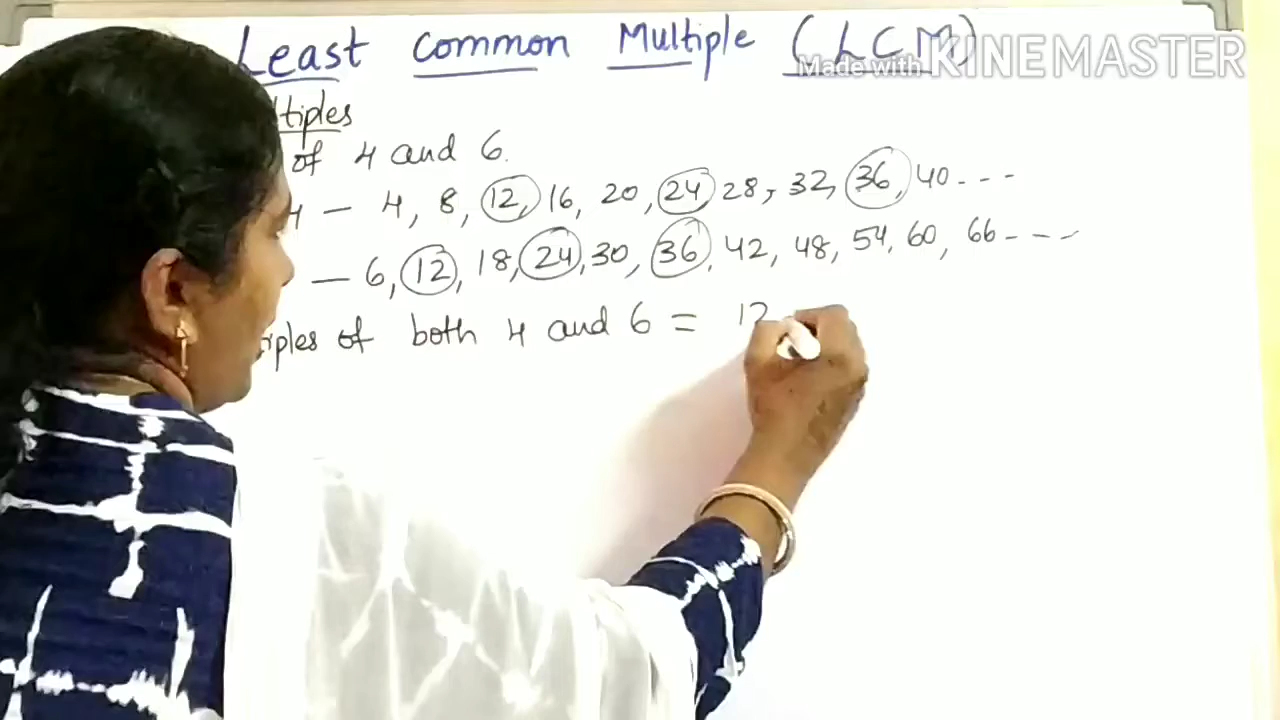 Least Common Multiple (LCM)
Made with KINEMASTER
of 4 and 6.
4 - 4, 8, 12, 16, 20, 24, 28, 32, 36, 40 - - -
- 6, 12, 18, 24, 30, 36, 42, 48, 54, 60, 66 - - -
of both 4 and 6 = 12